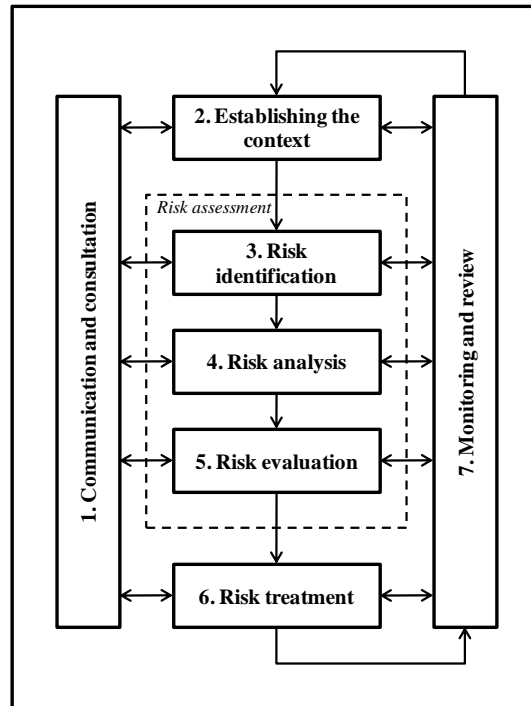 1. Communication and consultation
2. Establishing the
context
Risk assessment
3. Risk
identification
4. Risk analysis
5. Risk evaluation
6. Risk treatment
7. Monitoring and review